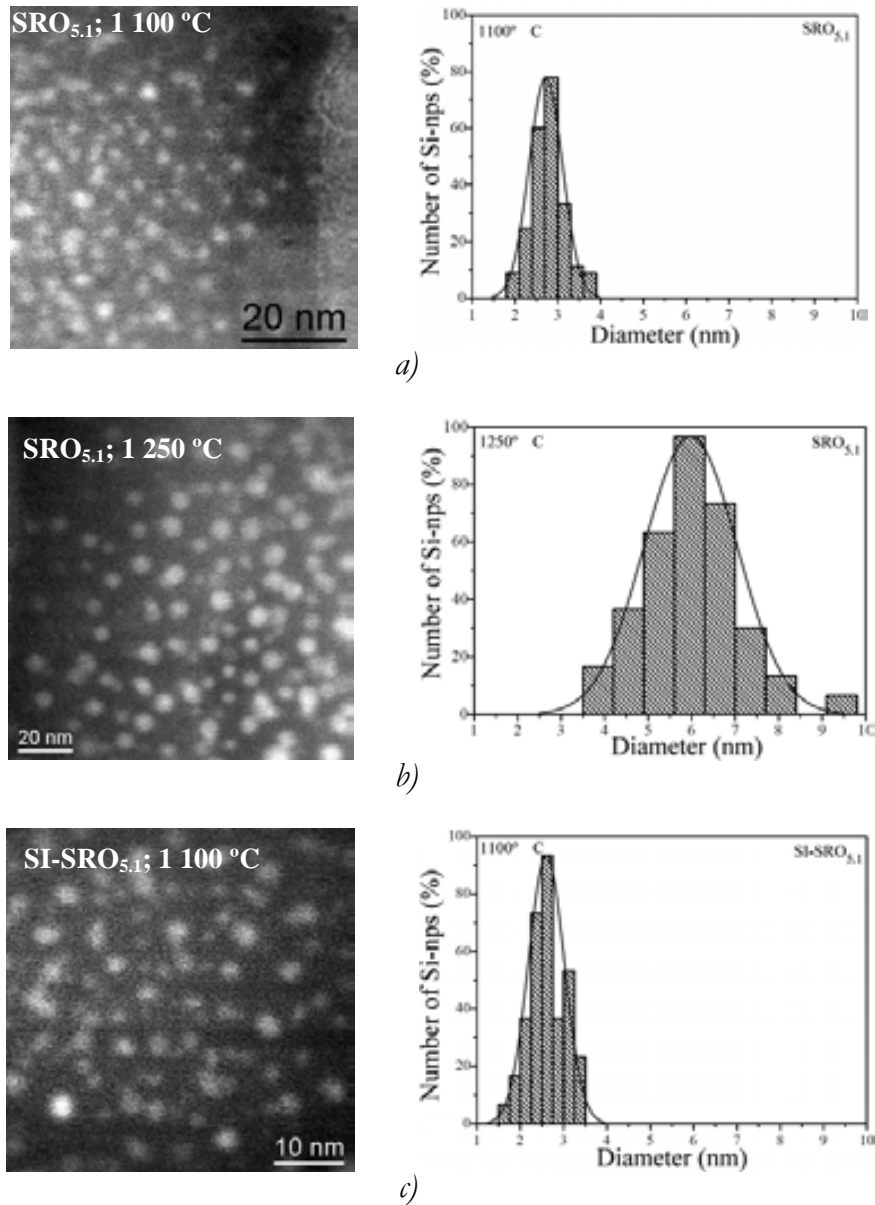 SRO5.1; 1 100 ºC
20 nm
1100° C
SRO5.1
Number of Si-nps (%)
100
80
60
40
20
0
1 2 3 4 5 6 7 8 9 10
Diameter (nm)
a)
SRO5.1; 1 250 ºC
20 nm
1250° C
SRO5.1
Number of Si-nps (%)
100
80
60
40
20
0
1 2 3 4 5 6 7 8 9 10
Diameter (nm)
b)
SI-SRO5.1; 1 100 ºC
10 nm
1100° C
SI-SRO5.1
Number of Si-nps (%)
100
80
60
40
20
0
1 2 3 4 5 6 7 8 9 10
Diameter (nm)
c)